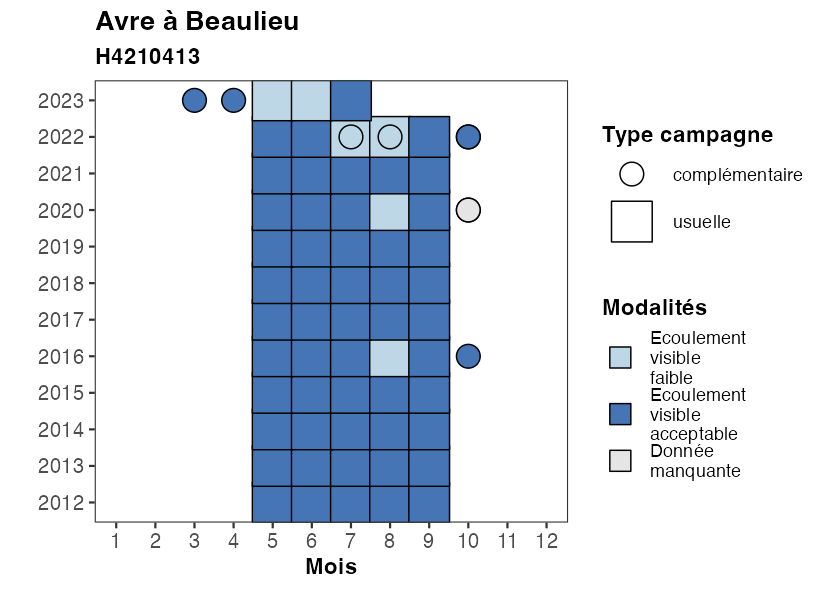 Avre à Beaulieu
H4210413
2023
2022
2021
2020
2019
2018
2017
2016
2015
2014
2013
2012
1 2 3 4 5 6 7 8 9 10 11 12
Mois
Type campagne
complémentaire
usuelle
Modalités
Ecoulement
visible
faible
Ecoulement
visible
acceptable
Donnée
manquante